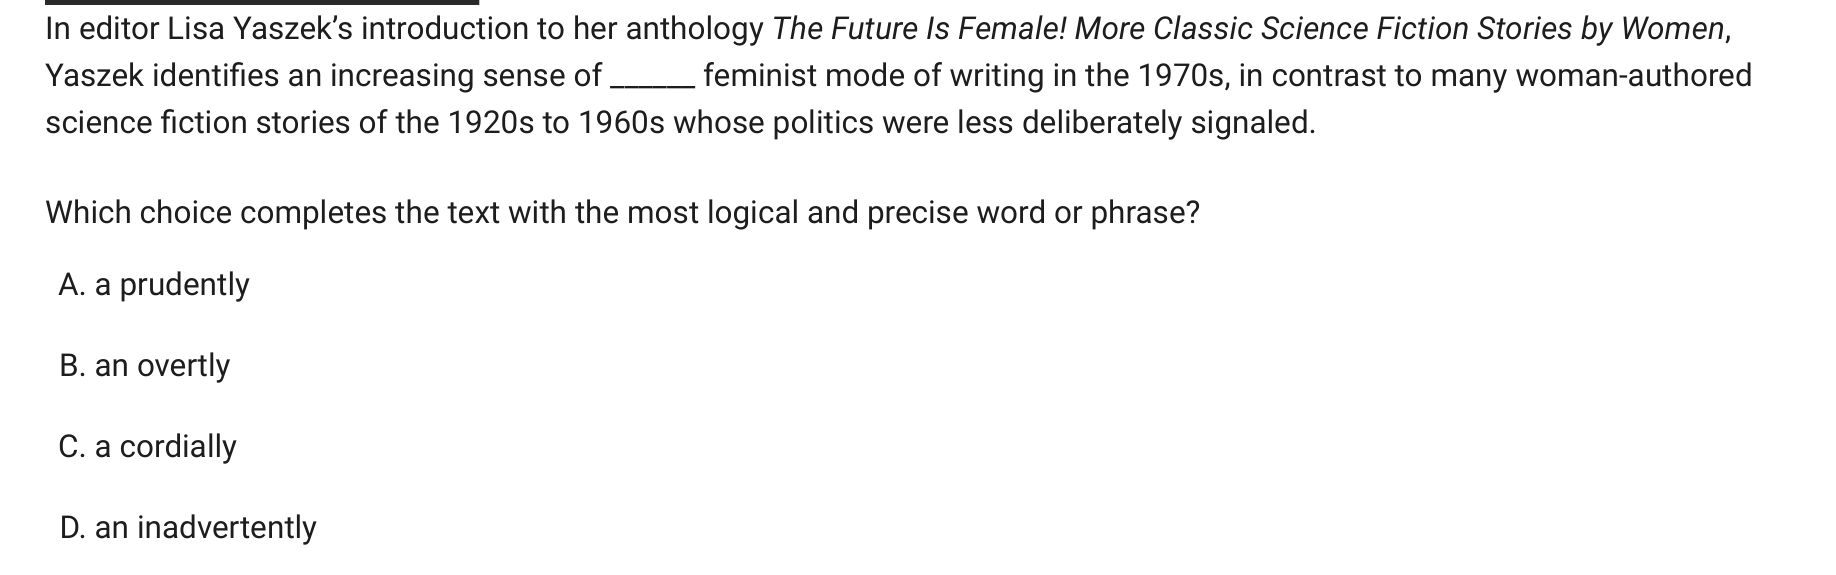 In editor Lisa Yaszek’s introduction to her anthology The Future Is Female! More Classic Science Fiction Stories by Women,
Yaszek identifies an increasing sense of ______ feminist mode of writing in the 1970s, in contrast to many woman-authored
science fiction stories of the 1920s to 1960s whose politics were less deliberately signaled.
Which choice completes the text with the most logical and precise word or phrase?
A. a prudently
B. an overtly
C. a cordially
D. an inadvertently